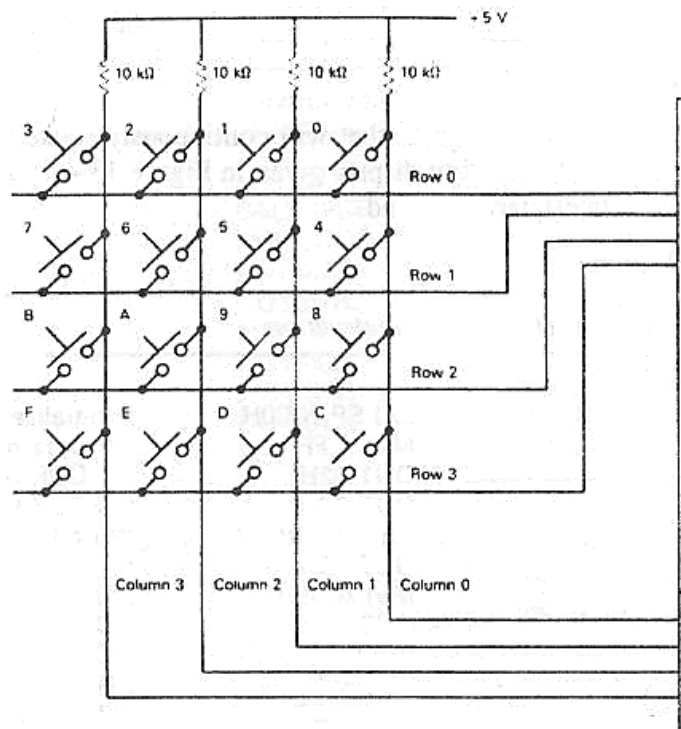 +5 V
10 kΩ 10 kΩ 10 kΩ 10 kΩ
3 2 1 0
Row 0
7 6 5 4
Row 1
B A 9 8
Row 2
F E D C
Row 3
Column 3 Column 2 Column 1 Column 0